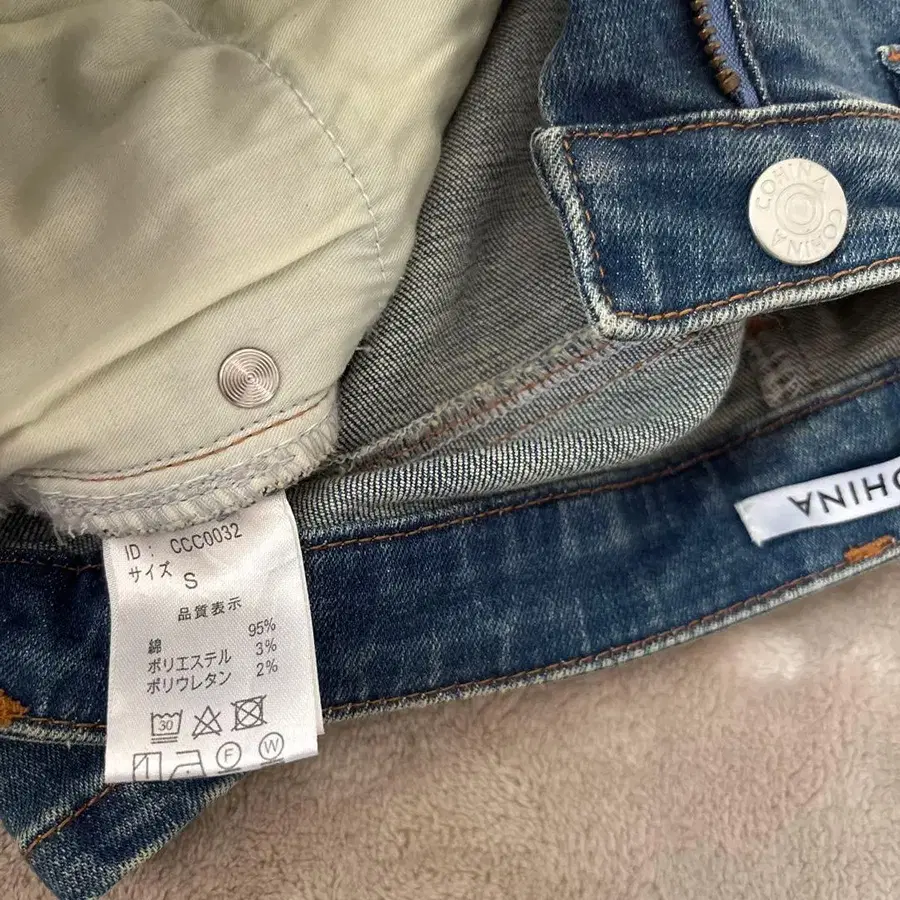 COHINA
COHINA
OHINA
ID: CCC0032
サイズ S
品質表示
綿 95%
ポリエステル 3%
ポリウレタン 2%
30
F W